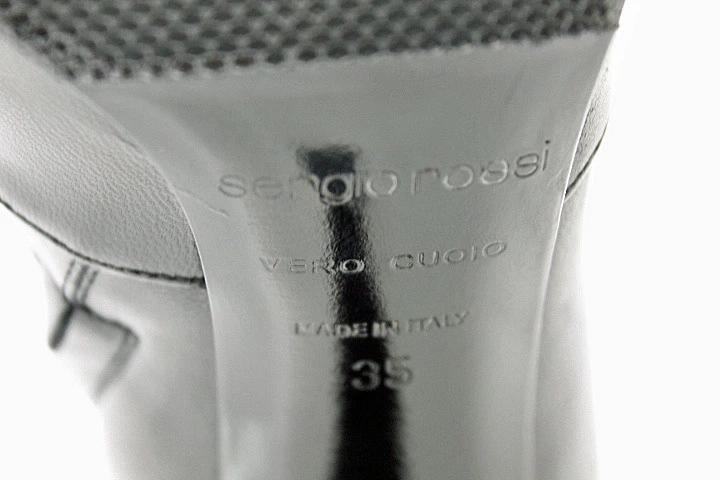 sergio rossi
VERO CUOIO
MADE IN ITALY
35